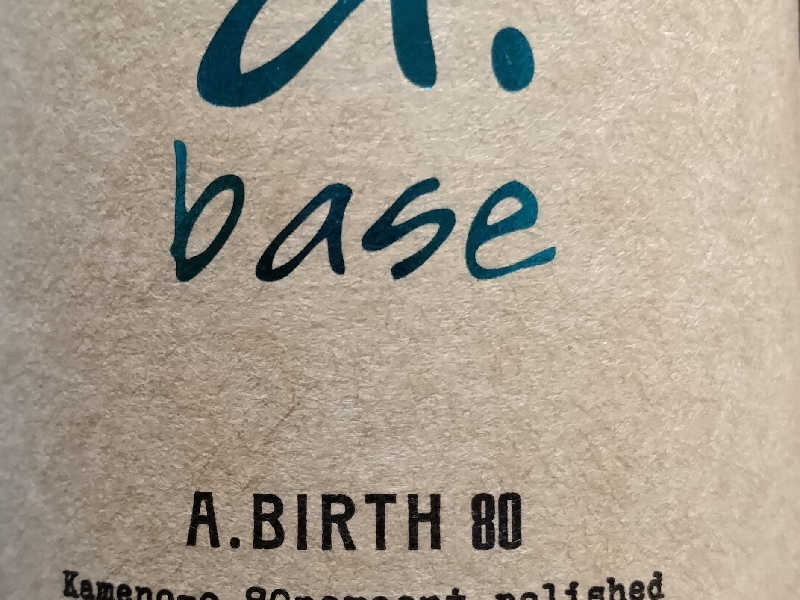 a.
base
A.BIRTH 80
Kamenoo 80percent polished